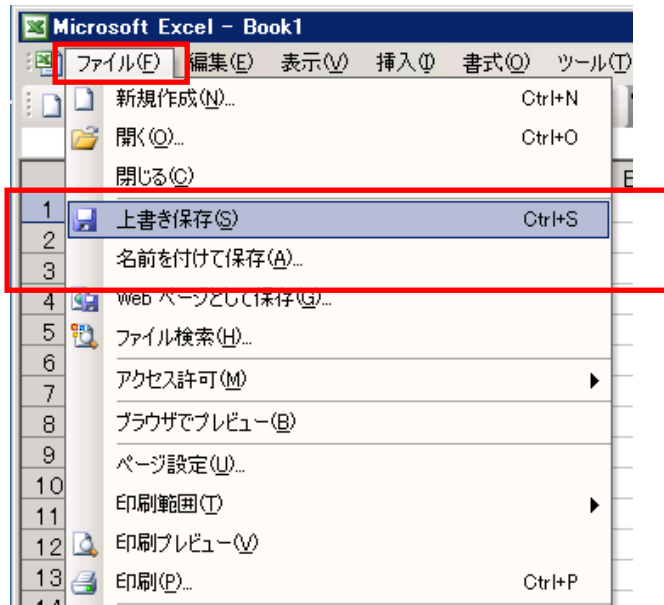 Microsoft Excel - Book1
ファイル(F) 編集(E) 表示(V) 挿入(I) 書式(O) ツール(T)
新規作成(N)... Ctrl+N
開く(O)... Ctrl+O
閉じる(C)
E
1
上書き保存(S) Ctrl+S
2
名前を付けて保存(A)...
3
4 Web ページとして保存(G)...
5 ファイル検索(H)...
6
アクセス許可(M)
7
8 ブラウザでプレビュー(B)
9
ページ設定(U)...
10
印刷範囲(T)
11
12 印刷プレビュー(V)
13 印刷(P)... Ctrl+P
14